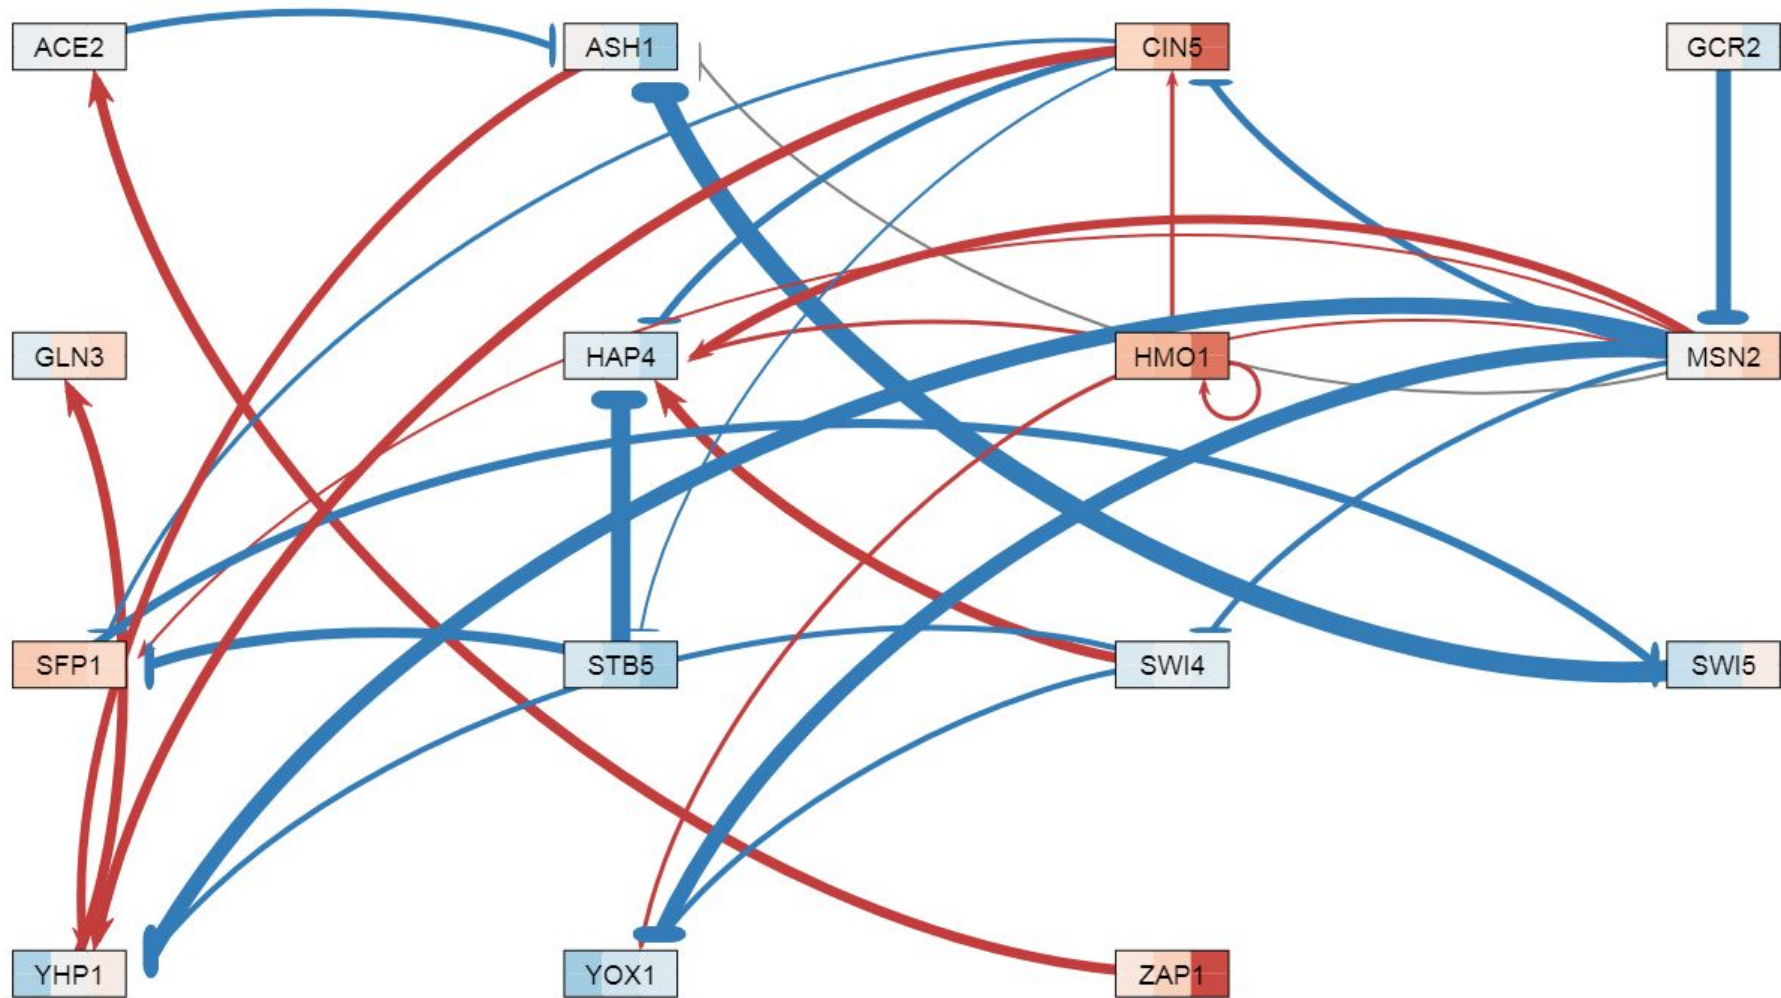 ACE2 ASH1 CIN5 GCR2
GLN3 HAP4 HMO1 MSN2
SFP1 STB5 SWI4 SWI5
YHP1 YOX1 ZAP1